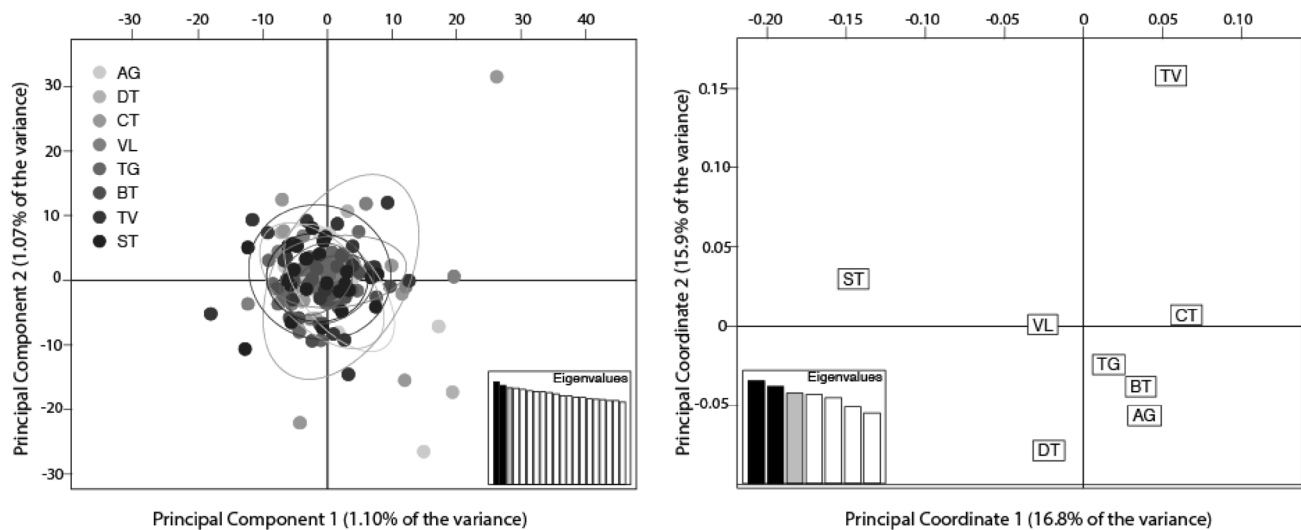 -30 -20 -10 0 10 20 30 40
30
20
10
0
-10
-20
-30
AG
DT
CT
VL
TG
BT
TV
ST
Eigenvalues
Principal Component 2 (1.07% of the variance)
Principal Component 1 (1.10% of the variance)
-0.20 -0.15 -0.10 -0.05 0 0.05 0.10
0.15
0.10
0.05
0
-0.05
TV
ST
CT
VL
TG
BT
AG
DT
Eigenvalues
Principal Coordinate 2 (15.9% of the variance)
Principal Coordinate 1 (16.8% of the variance)